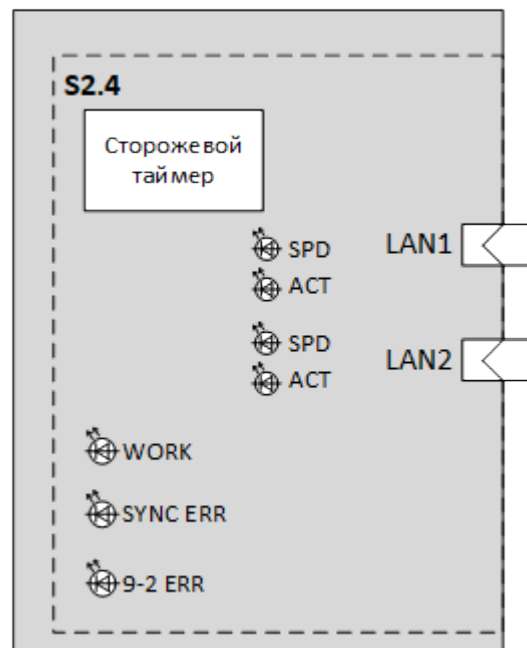 S2.4
Сторожевой
таймер
SPD
LAN1
ACT
SPD
LAN2
ACT
WORK
SYNC ERR
9-2 ERR